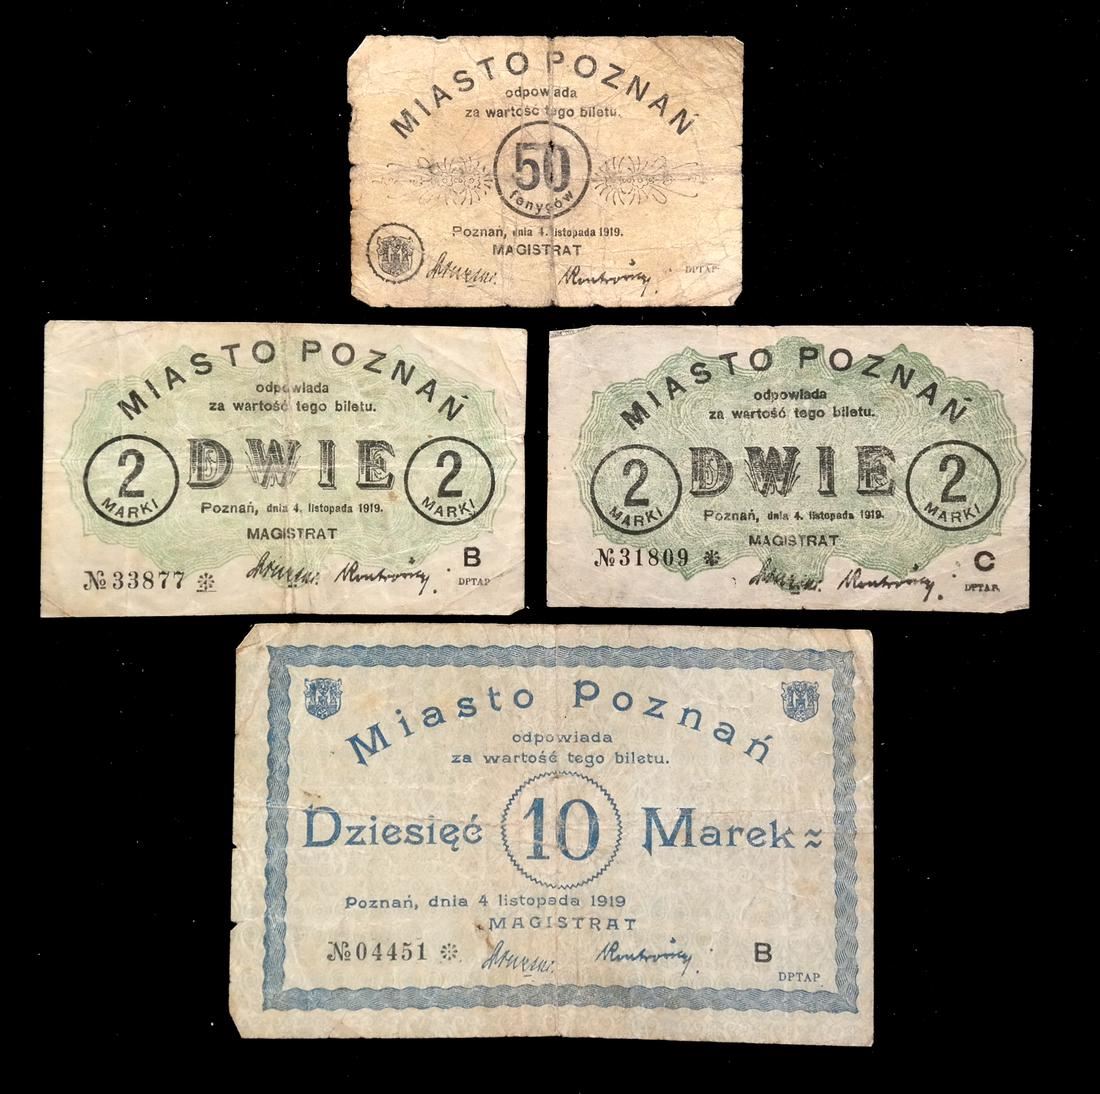 MIASTO POZNAŃ
odpowiada
za wartość tego biletu.
50
fenygów
Poznań, dnia 4. listopada 1919.
MAGISTRAT
DPTAP
MIASTO POZNAŃ
odpowiada
za wartość tego biletu.
2 MARKI DWIE 2 MARKI
Poznań, dnia 4. listopada 1919.
MAGISTRAT
B
№33877 *
DPTAP
MIASTO POZNAŃ
odpowiada
za wartość tego biletu.
2 MARKI DWIE 2 MARKI
Poznań, dnia 4. listopada 1919.
MAGISTRAT
№31809 * C
DPTAP
Miasto Poznań
odpowiada
za wartość tego biletu.
Dziesięć 10 Marek
Poznań, dnia 4 listopada 1919
MAGISTRAT
№04451 * B
DPTAP